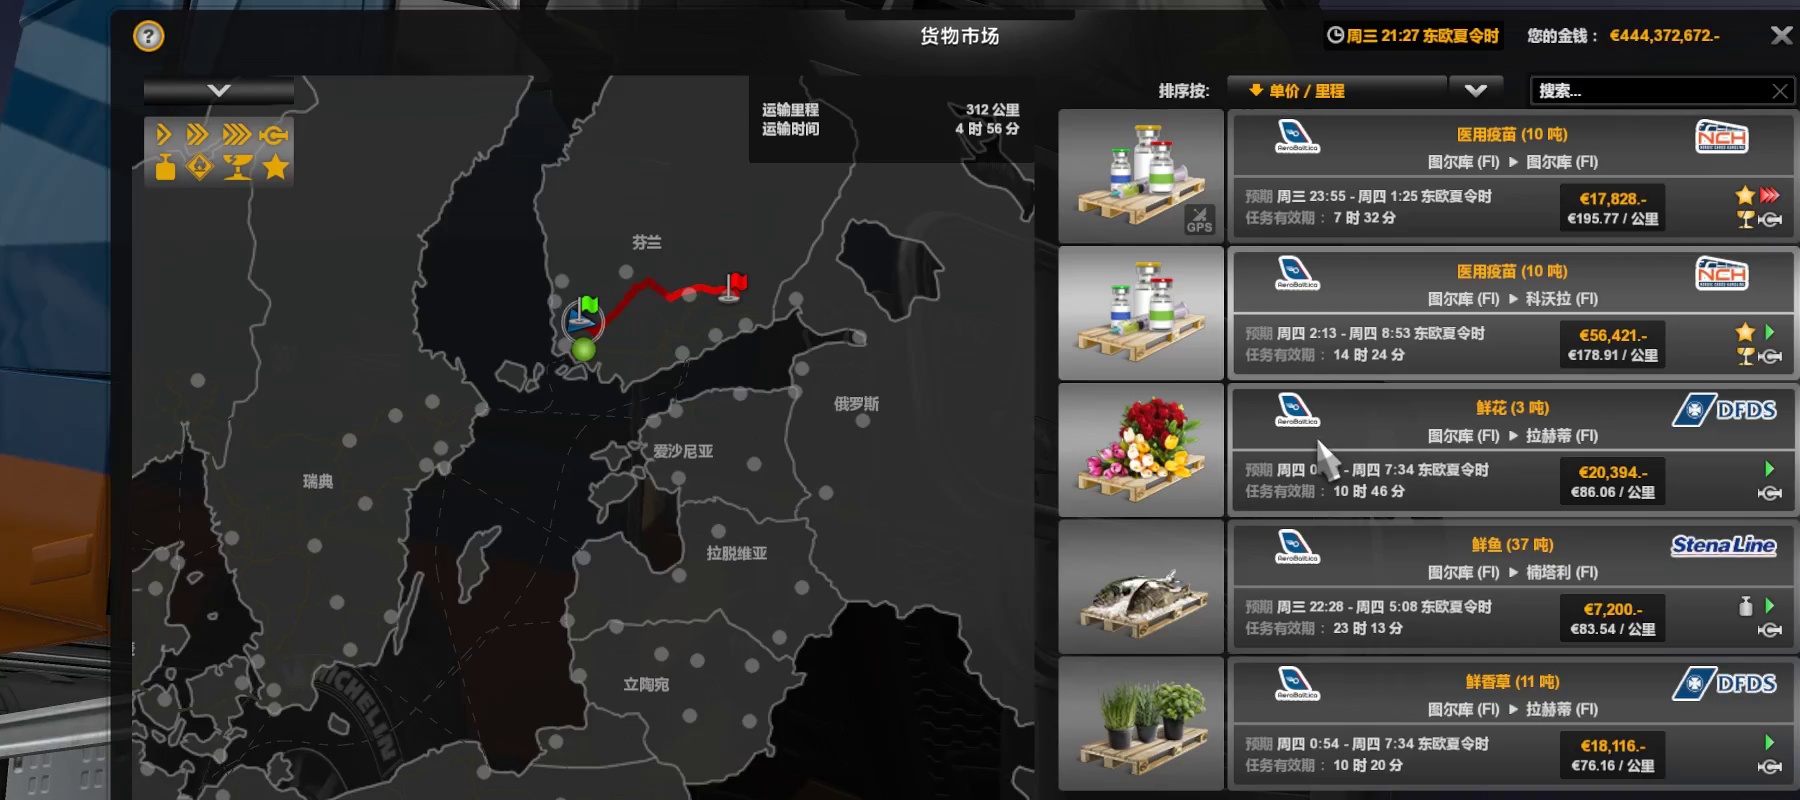 货物市场
周三 21:27 东欧夏令时
您的金钱： €444,372,672.-
运输里程 312 公里
运输时间 4 时 56 分
排序按: 单价 / 里程
搜索...
芬兰
俄罗斯
爱沙尼亚
瑞典
拉脱维亚
立陶宛
MICHELIN
AeroBaltica
医用疫苗 (10 吨)
NCH
图尔库 (FI) ▶ 图尔库 (FI)
预期 周三 23:55 - 周四 1:25 东欧夏令时
任务有效期： 7 时 32 分
€17,828.-
€195.77 / 公里
GPS
AeroBaltica
医用疫苗 (10 吨)
NCH
图尔库 (FI) ▶ 科沃拉 (FI)
预期 周四 2:13 - 周四 8:53 东欧夏令时
任务有效期： 14 时 24 分
€56,421.-
€178.91 / 公里
AeroBaltica
鲜花 (3 吨)
DFDS
图尔库 (FI) ▶ 拉赫蒂 (FI)
预期 周四 - 周四 7:34 东欧夏令时
任务有效期： 10 时 46 分
€20,394.-
€86.06 / 公里
AeroBaltica
鲜鱼 (37 吨)
Stena Line
图尔库 (FI) ▶ 楠塔利 (FI)
预期 周三 22:28 - 周四 5:08 东欧夏令时
任务有效期： 23 时 13 分
€7,200.-
€83.54 / 公里
AeroBaltica
鲜香草 (11 吨)
DFDS
图尔库 (FI) ▶ 拉赫蒂 (FI)
预期 周四 0:54 - 周四 7:34 东欧夏令时
任务有效期： 10 时 20 分
€18,116.-
€76.16 / 公里